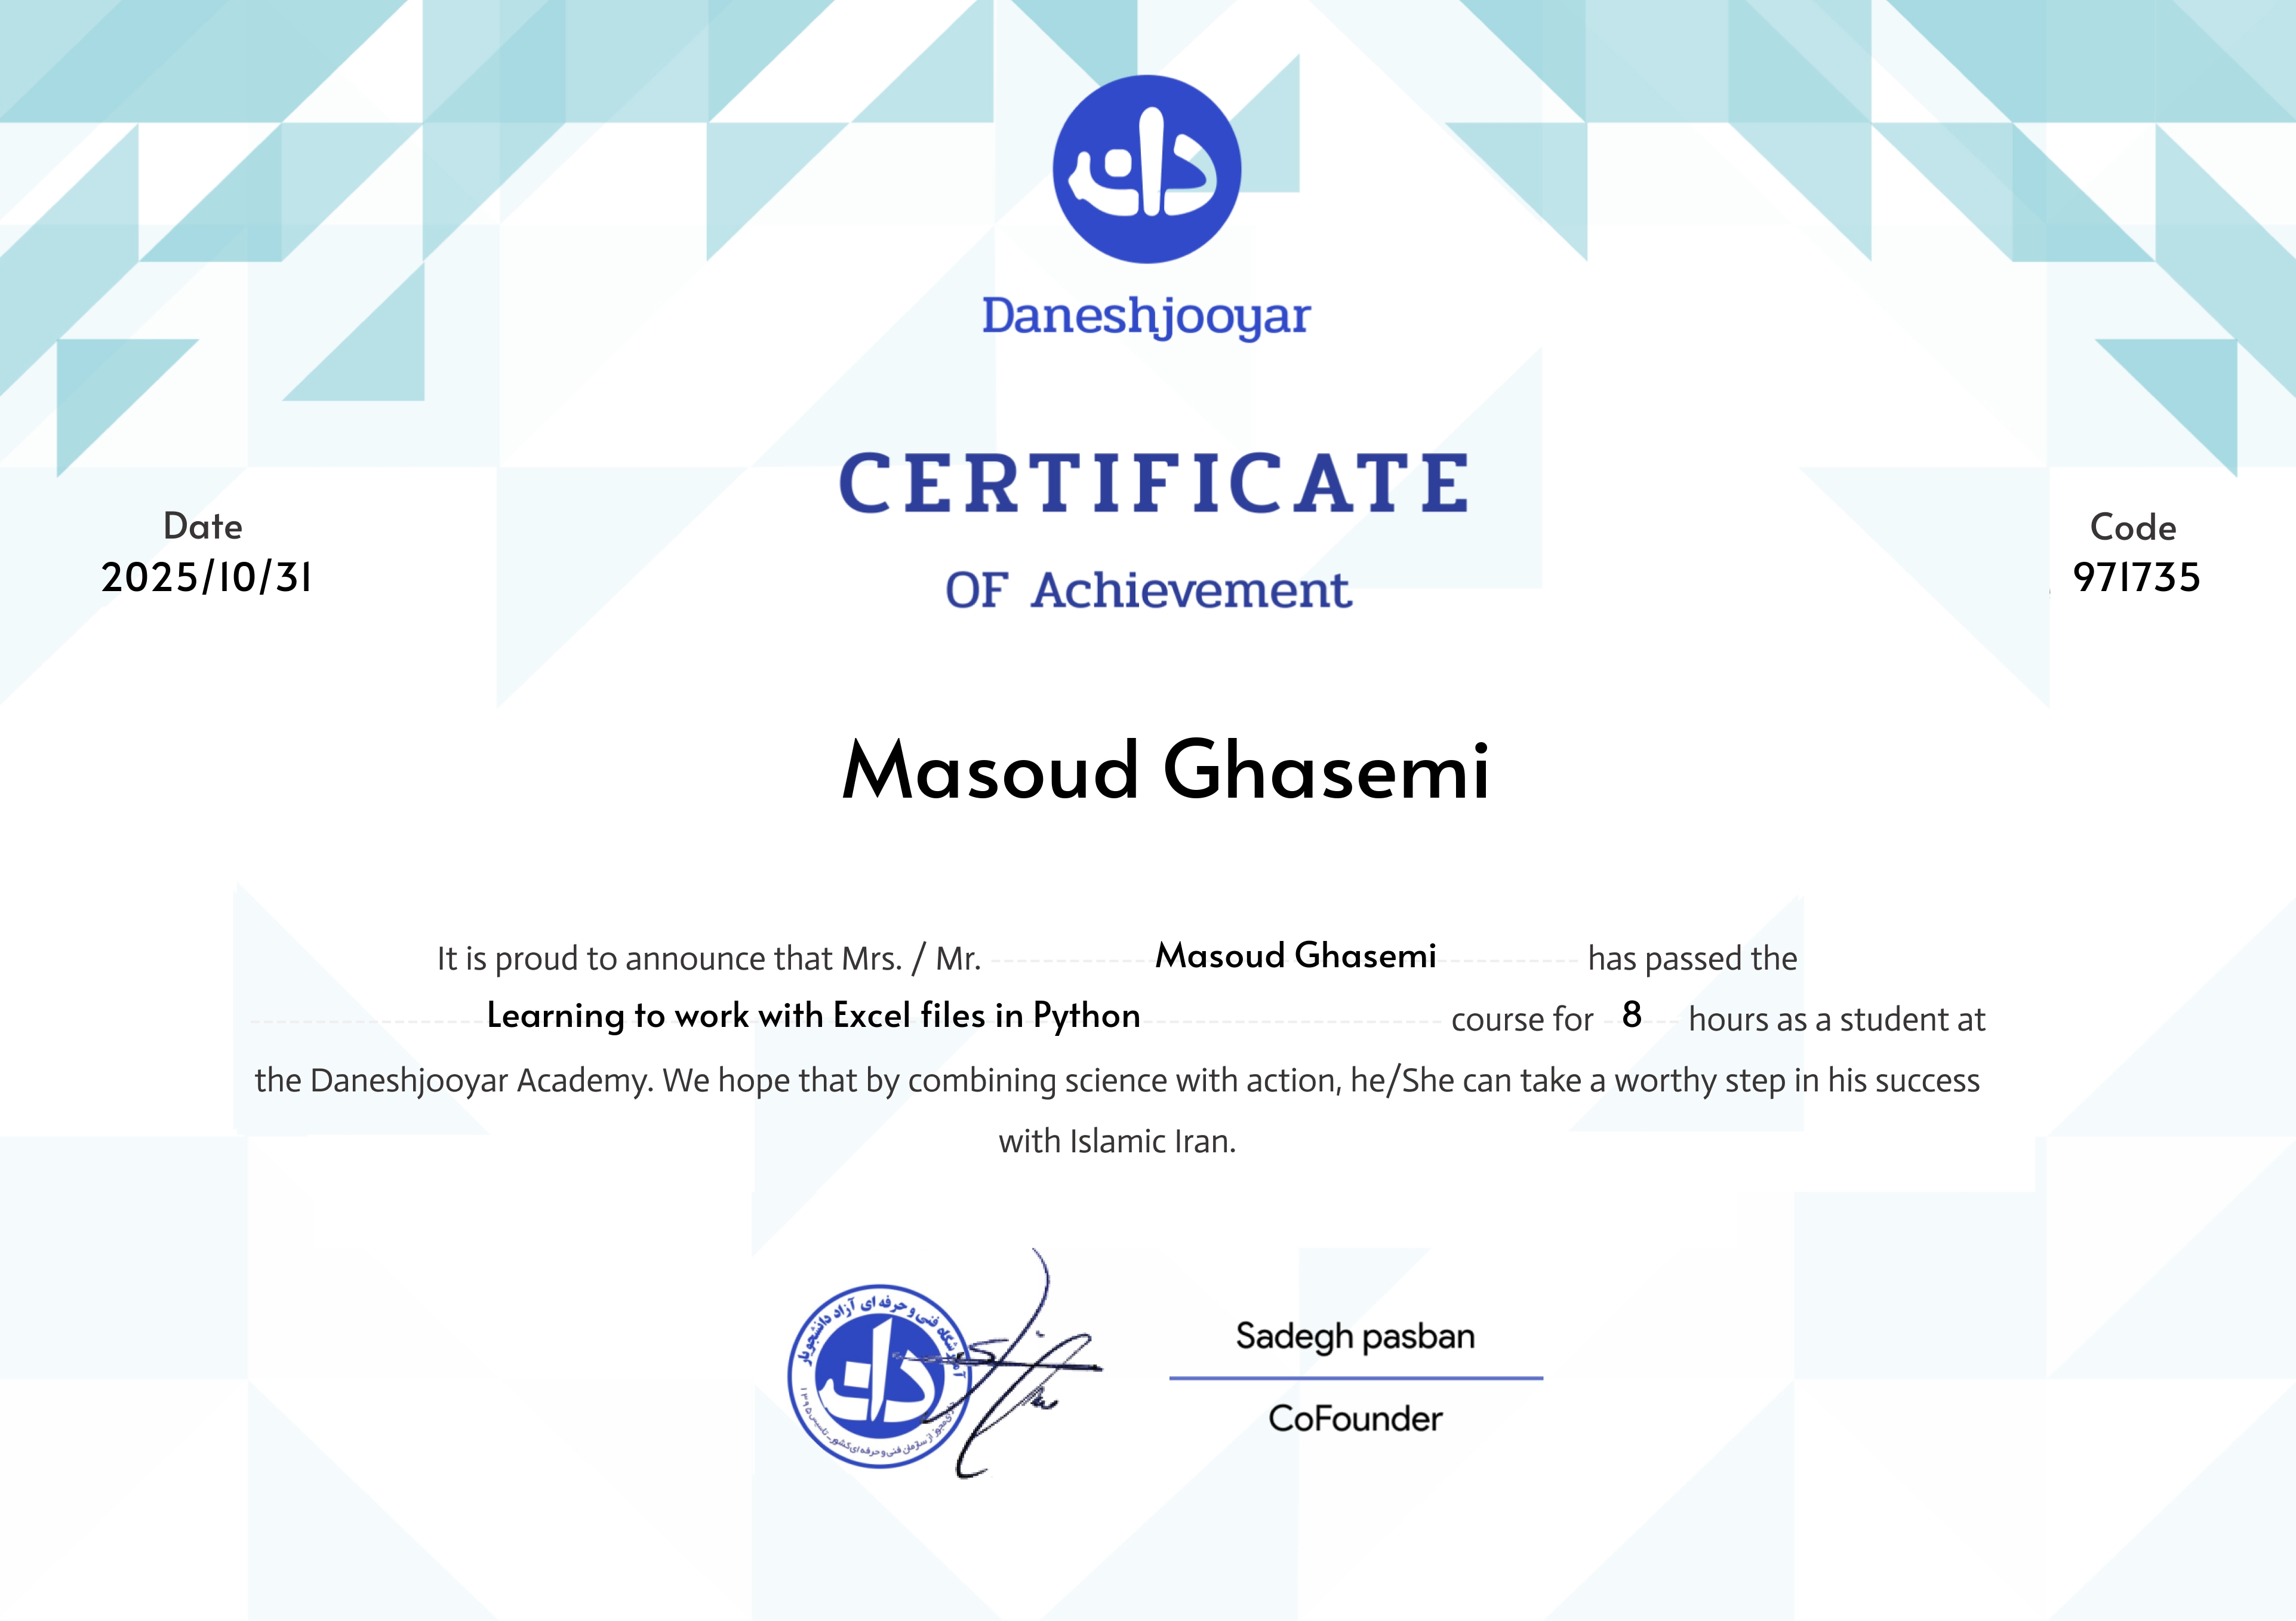 دان
Daneshjooyar
CERTIFICATE
OF Achievement
Date
2025/10/31
Code
971735
Masoud Ghasemi
It is proud to announce that Mrs. / Mr. Masoud Ghasemi has passed the
Learning to work with Excel files in Python course for 8 hours as a student at
the Daneshjooyar Academy. We hope that by combining science with action, he/She can take a worthy step in his success
with Islamic Iran.
آموزشگاه فنی و حرفه ای آزاد دانشجویار
دارای مجوز از سازمان فنی و حرفه ای کشور - تاسیس ۱۳۹۵
دان
Sadegh pasban
CoFounder